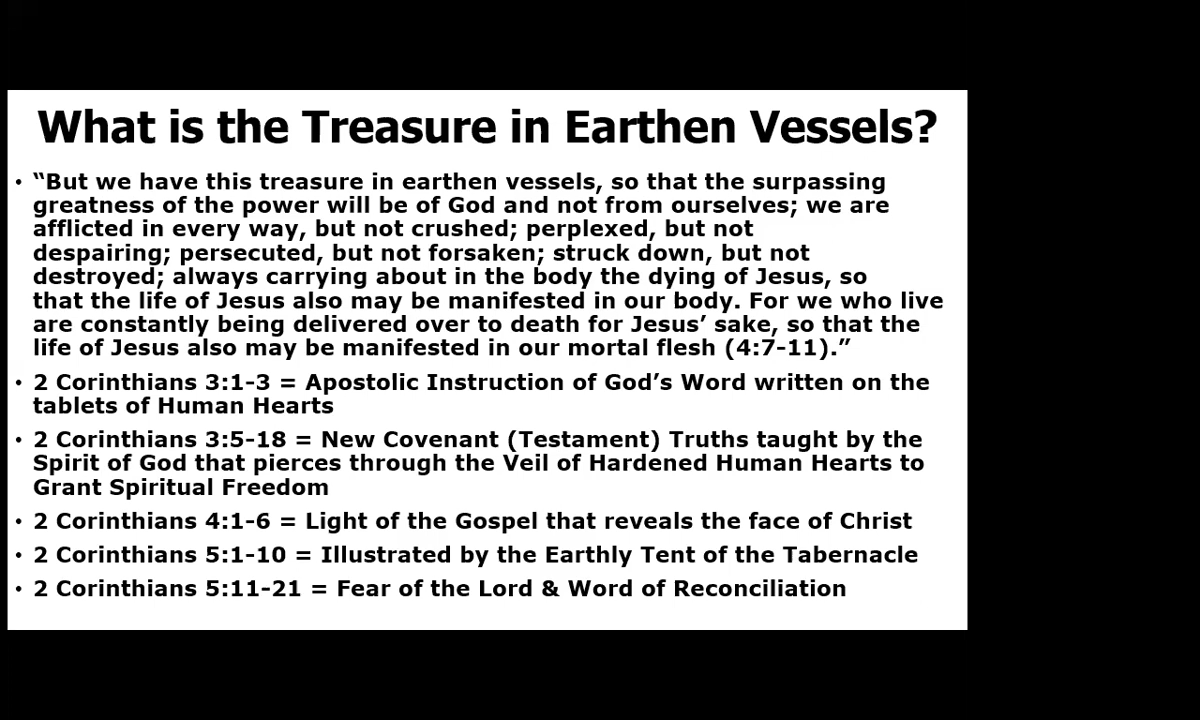 What is the Treasure in Earthen Vessels?
• “But we have this treasure in earthen vessels, so that the surpassing
greatness of the power will be of God and not from ourselves; we are
afflicted in every way, but not crushed; perplexed, but not
despairing; persecuted, but not forsaken; struck down, but not
destroyed; always carrying about in the body the dying of Jesus, so
that the life of Jesus also may be manifested in our body. For we who live
are constantly being delivered over to death for Jesus’ sake, so that the
life of Jesus also may be manifested in our mortal flesh (4:7-11).”
• 2 Corinthians 3:1-3 = Apostolic Instruction of God’s Word written on the
tablets of Human Hearts
• 2 Corinthians 3:5-18 = New Covenant (Testament) Truths taught by the
Spirit of God that pierces through the Veil of Hardened Human Hearts to
Grant Spiritual Freedom
• 2 Corinthians 4:1-6 = Light of the Gospel that reveals the face of Christ
• 2 Corinthians 5:1-10 = Illustrated by the Earthly Tent of the Tabernacle
• 2 Corinthians 5:11-21 = Fear of the Lord & Word of Reconciliation